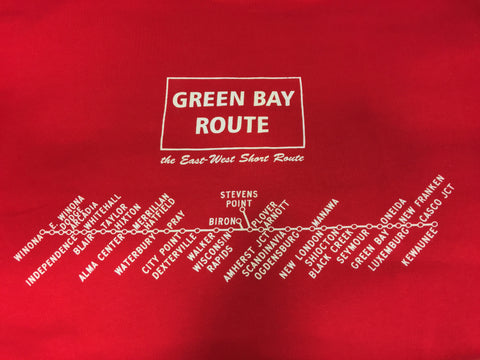 GREEN BAY
ROUTE
the East-West Short Route
STEVENS
POINT
BIRON
WINONA
E. WINONA
DODGE
ARCADIA
INDEPENDENCE
WHITEHALL
BLAIR
TAYLOR
HIXTON
ALMA CENTER
MERRILLAN
HATFIELD
WATERBURY
PRAY
CITY POINT
DEXTERVILLE
WALKER
WISCONSIN
RAPIDS
PLOVER
ARNOTT
AMHERST JCT
SCANDINAVIA
OGDENSBURG
MANAWA
NEW LONDON
SHIOCTON
BLACK CREEK
SEYMOUR
ONEIDA
GREEN BAY
NEW FRANKEN
LUXEMBURG
CASCO JCT
KEWAUNEE